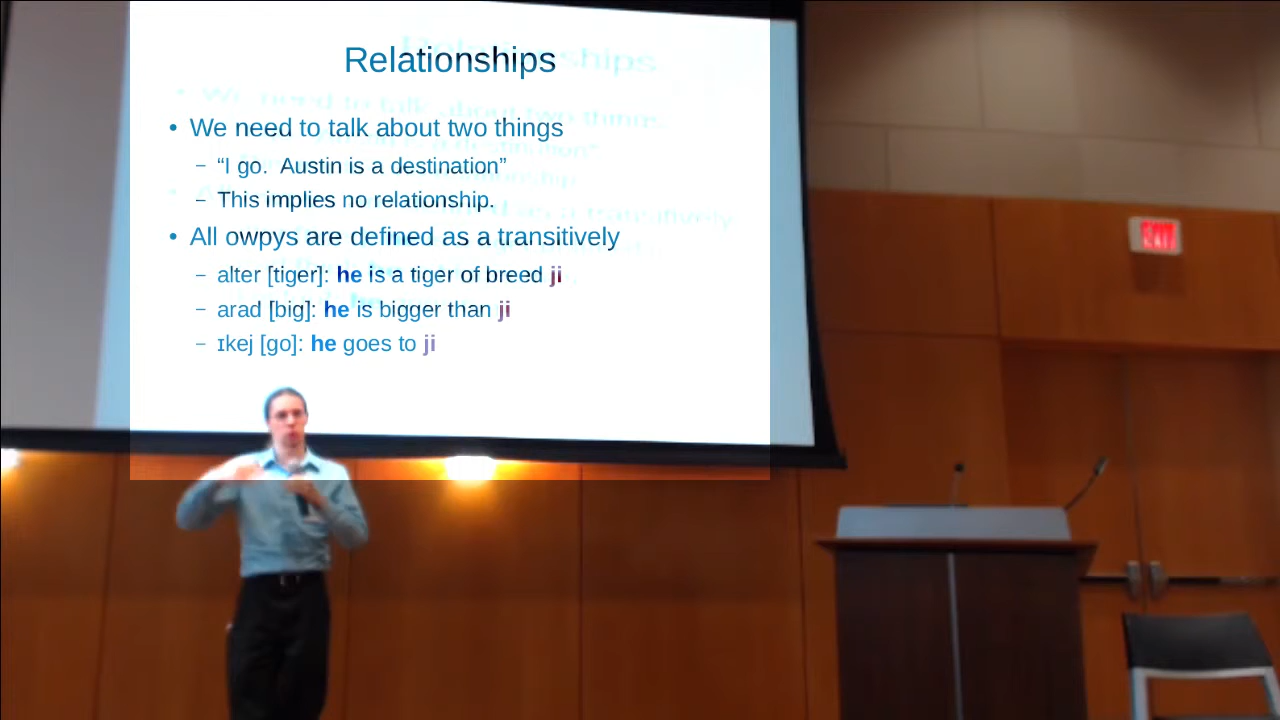 Relationships
• We need to talk about two things
– “I go. Austin is a destination”
– This implies no relationship.
• All owpys are defined as a transitively
– alter [tiger]: he is a tiger of breed ji
– arad [big]: he is bigger than ji
– ɪkej [go]: he goes to ji
EXIT